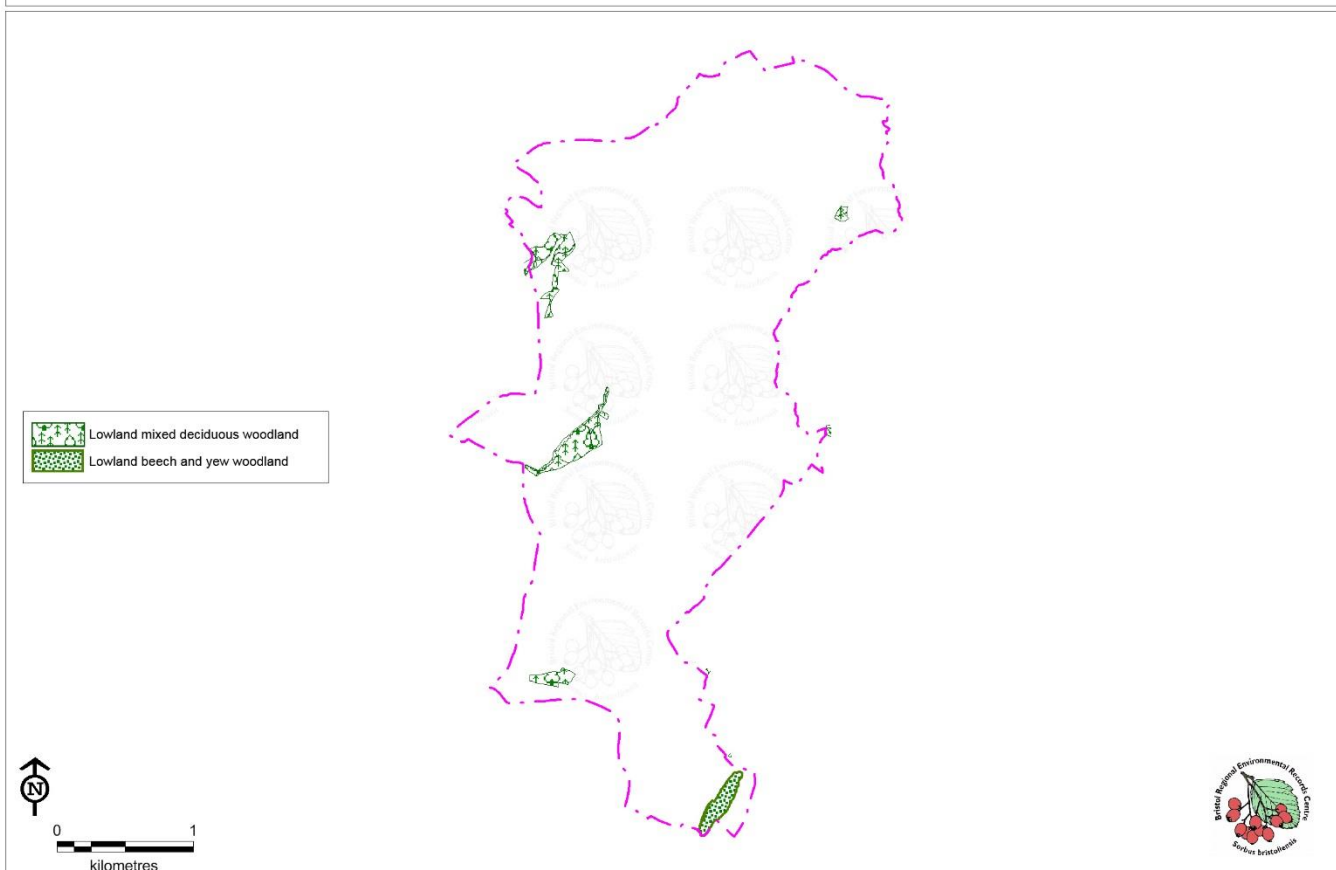 Lowland mixed deciduous woodland
Lowland beech and yew woodland
N
0 1
kilometres
Bristol Regional Environmental Records Centre
Sorbus bristoliensis